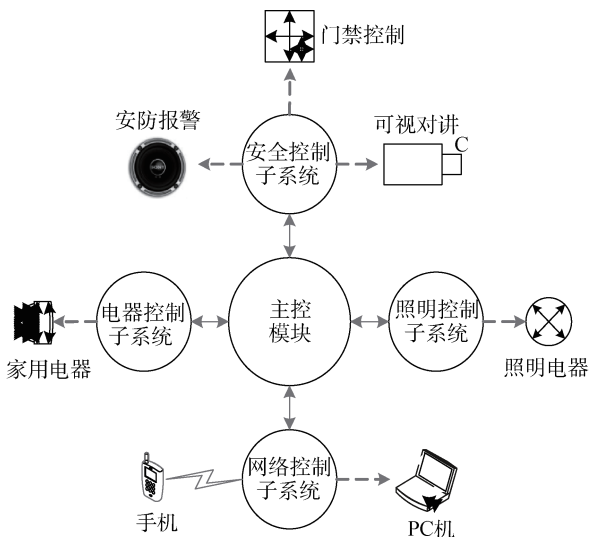 门禁控制
安防报警
安全控制
子系统
可视对讲
C
电器控制
子系统
主控
模块
照明控制
子系统
家用电器
照明电器
网络控制
子系统
手机
PC机